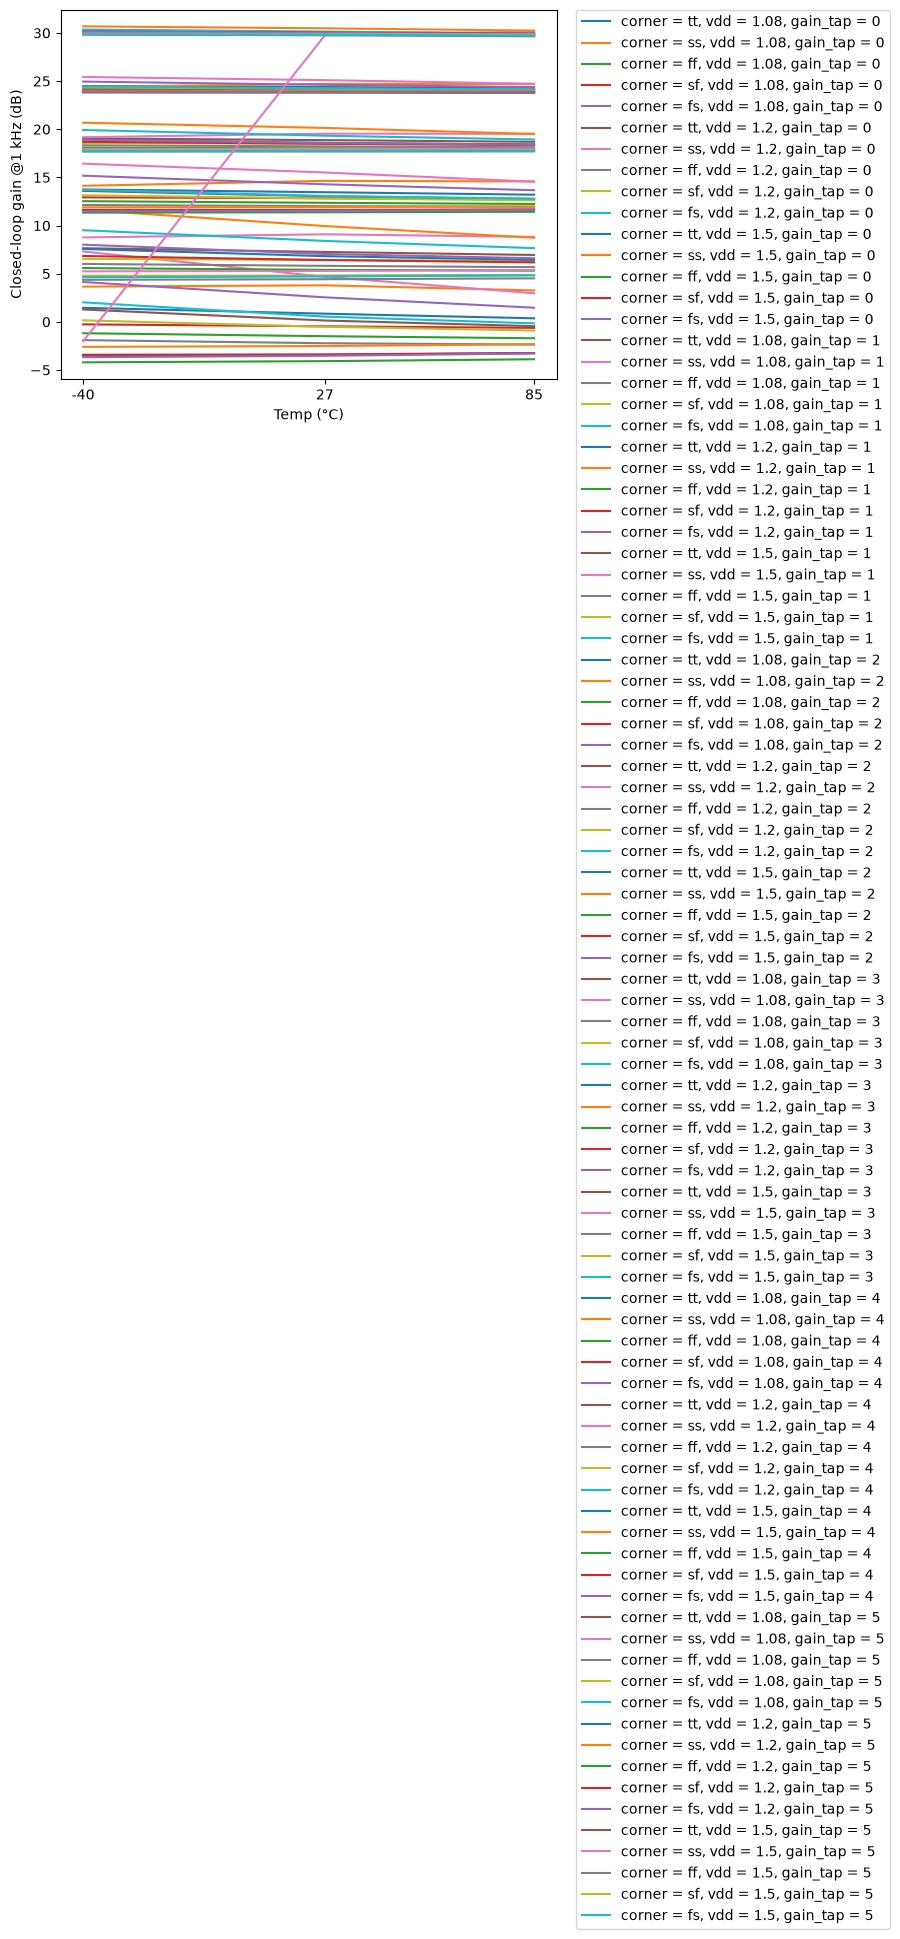 Closed-loop gain @1 kHz (dB)
30
25
20
15
10
5
0
−5
-40
27
85
Temp (°C)
corner = tt, vdd = 1.08, gain_tap = 0
corner = ss, vdd = 1.08, gain_tap = 0
corner = ff, vdd = 1.08, gain_tap = 0
corner = sf, vdd = 1.08, gain_tap = 0
corner = fs, vdd = 1.08, gain_tap = 0
corner = tt, vdd = 1.2, gain_tap = 0
corner = ss, vdd = 1.2, gain_tap = 0
corner = ff, vdd = 1.2, gain_tap = 0
corner = sf, vdd = 1.2, gain_tap = 0
corner = fs, vdd = 1.2, gain_tap = 0
corner = tt, vdd = 1.5, gain_tap = 0
corner = ss, vdd = 1.5, gain_tap = 0
corner = ff, vdd = 1.5, gain_tap = 0
corner = sf, vdd = 1.5, gain_tap = 0
corner = fs, vdd = 1.5, gain_tap = 0
corner = tt, vdd = 1.08, gain_tap = 1
corner = ss, vdd = 1.08, gain_tap = 1
corner = ff, vdd = 1.08, gain_tap = 1
corner = sf, vdd = 1.08, gain_tap = 1
corner = fs, vdd = 1.08, gain_tap = 1
corner = tt, vdd = 1.2, gain_tap = 1
corner = ss, vdd = 1.2, gain_tap = 1
corner = ff, vdd = 1.2, gain_tap = 1
corner = sf, vdd = 1.2, gain_tap = 1
corner = fs, vdd = 1.2, gain_tap = 1
corner = tt, vdd = 1.5, gain_tap = 1
corner = ss, vdd = 1.5, gain_tap = 1
corner = ff, vdd = 1.5, gain_tap = 1
corner = sf, vdd = 1.5, gain_tap = 1
corner = fs, vdd = 1.5, gain_tap = 1
corner = tt, vdd = 1.08, gain_tap = 2
corner = ss, vdd = 1.08, gain_tap = 2
corner = ff, vdd = 1.08, gain_tap = 2
corner = sf, vdd = 1.08, gain_tap = 2
corner = fs, vdd = 1.08, gain_tap = 2
corner = tt, vdd = 1.2, gain_tap = 2
corner = ss, vdd = 1.2, gain_tap = 2
corner = ff, vdd = 1.2, gain_tap = 2
corner = sf, vdd = 1.2, gain_tap = 2
corner = fs, vdd = 1.2, gain_tap = 2
corner = tt, vdd = 1.5, gain_tap = 2
corner = ss, vdd = 1.5, gain_tap = 2
corner = ff, vdd = 1.5, gain_tap = 2
corner = sf, vdd = 1.5, gain_tap = 2
corner = fs, vdd = 1.5, gain_tap = 2
corner = tt, vdd = 1.08, gain_tap = 3
corner = ss, vdd = 1.08, gain_tap = 3
corner = ff, vdd = 1.08, gain_tap = 3
corner = sf, vdd = 1.08, gain_tap = 3
corner = fs, vdd = 1.08, gain_tap = 3
corner = tt, vdd = 1.2, gain_tap = 3
corner = ss, vdd = 1.2, gain_tap = 3
corner = ff, vdd = 1.2, gain_tap = 3
corner = sf, vdd = 1.2, gain_tap = 3
corner = fs, vdd = 1.2, gain_tap = 3
corner = tt, vdd = 1.5, gain_tap = 3
corner = ss, vdd = 1.5, gain_tap = 3
corner = ff, vdd = 1.5, gain_tap = 3
corner = sf, vdd = 1.5, gain_tap = 3
corner = fs, vdd = 1.5, gain_tap = 3
corner = tt, vdd = 1.08, gain_tap = 4
corner = ss, vdd = 1.08, gain_tap = 4
corner = ff, vdd = 1.08, gain_tap = 4
corner = sf, vdd = 1.08, gain_tap = 4
corner = fs, vdd = 1.08, gain_tap = 4
corner = tt, vdd = 1.2, gain_tap = 4
corner = ss, vdd = 1.2, gain_tap = 4
corner = ff, vdd = 1.2, gain_tap = 4
corner = sf, vdd = 1.2, gain_tap = 4
corner = fs, vdd = 1.2, gain_tap = 4
corner = tt, vdd = 1.5, gain_tap = 4
corner = ss, vdd = 1.5, gain_tap = 4
corner = ff, vdd = 1.5, gain_tap = 4
corner = sf, vdd = 1.5, gain_tap = 4
corner = fs, vdd = 1.5, gain_tap = 4
corner = tt, vdd = 1.08, gain_tap = 5
corner = ss, vdd = 1.08, gain_tap = 5
corner = ff, vdd = 1.08, gain_tap = 5
corner = sf, vdd = 1.08, gain_tap = 5
corner = fs, vdd = 1.08, gain_tap = 5
corner = tt, vdd = 1.2, gain_tap = 5
corner = ss, vdd = 1.2, gain_tap = 5
corner = ff, vdd = 1.2, gain_tap = 5
corner = sf, vdd = 1.2, gain_tap = 5
corner = fs, vdd = 1.2, gain_tap = 5
corner = tt, vdd = 1.5, gain_tap = 5
corner = ss, vdd = 1.5, gain_tap = 5
corner = ff, vdd = 1.5, gain_tap = 5
corner = sf, vdd = 1.5, gain_tap = 5
corner = fs, vdd = 1.5, gain_tap = 5